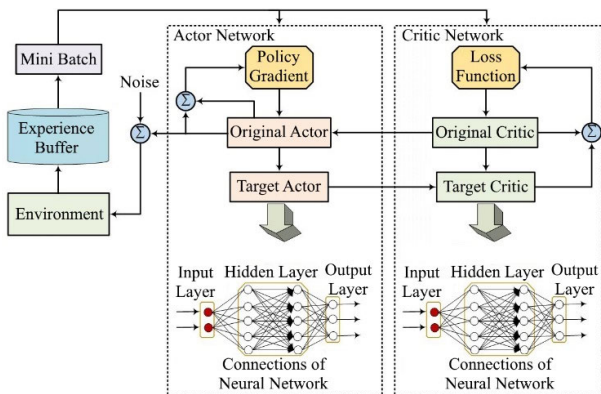 Actor Network
Critic Network
Mini Batch
Noise
Policy
Gradient
Loss
Function
Σ
Experience
Buffer
Σ
Original Actor
Original Critic
Σ
Environment
Target Actor
Target Critic
Input
Layer
Hidden Layer
Output
Layer
Connections of
Neural Network
Input
Layer
Hidden Layer
Output
Layer
Connections of
Neural Network